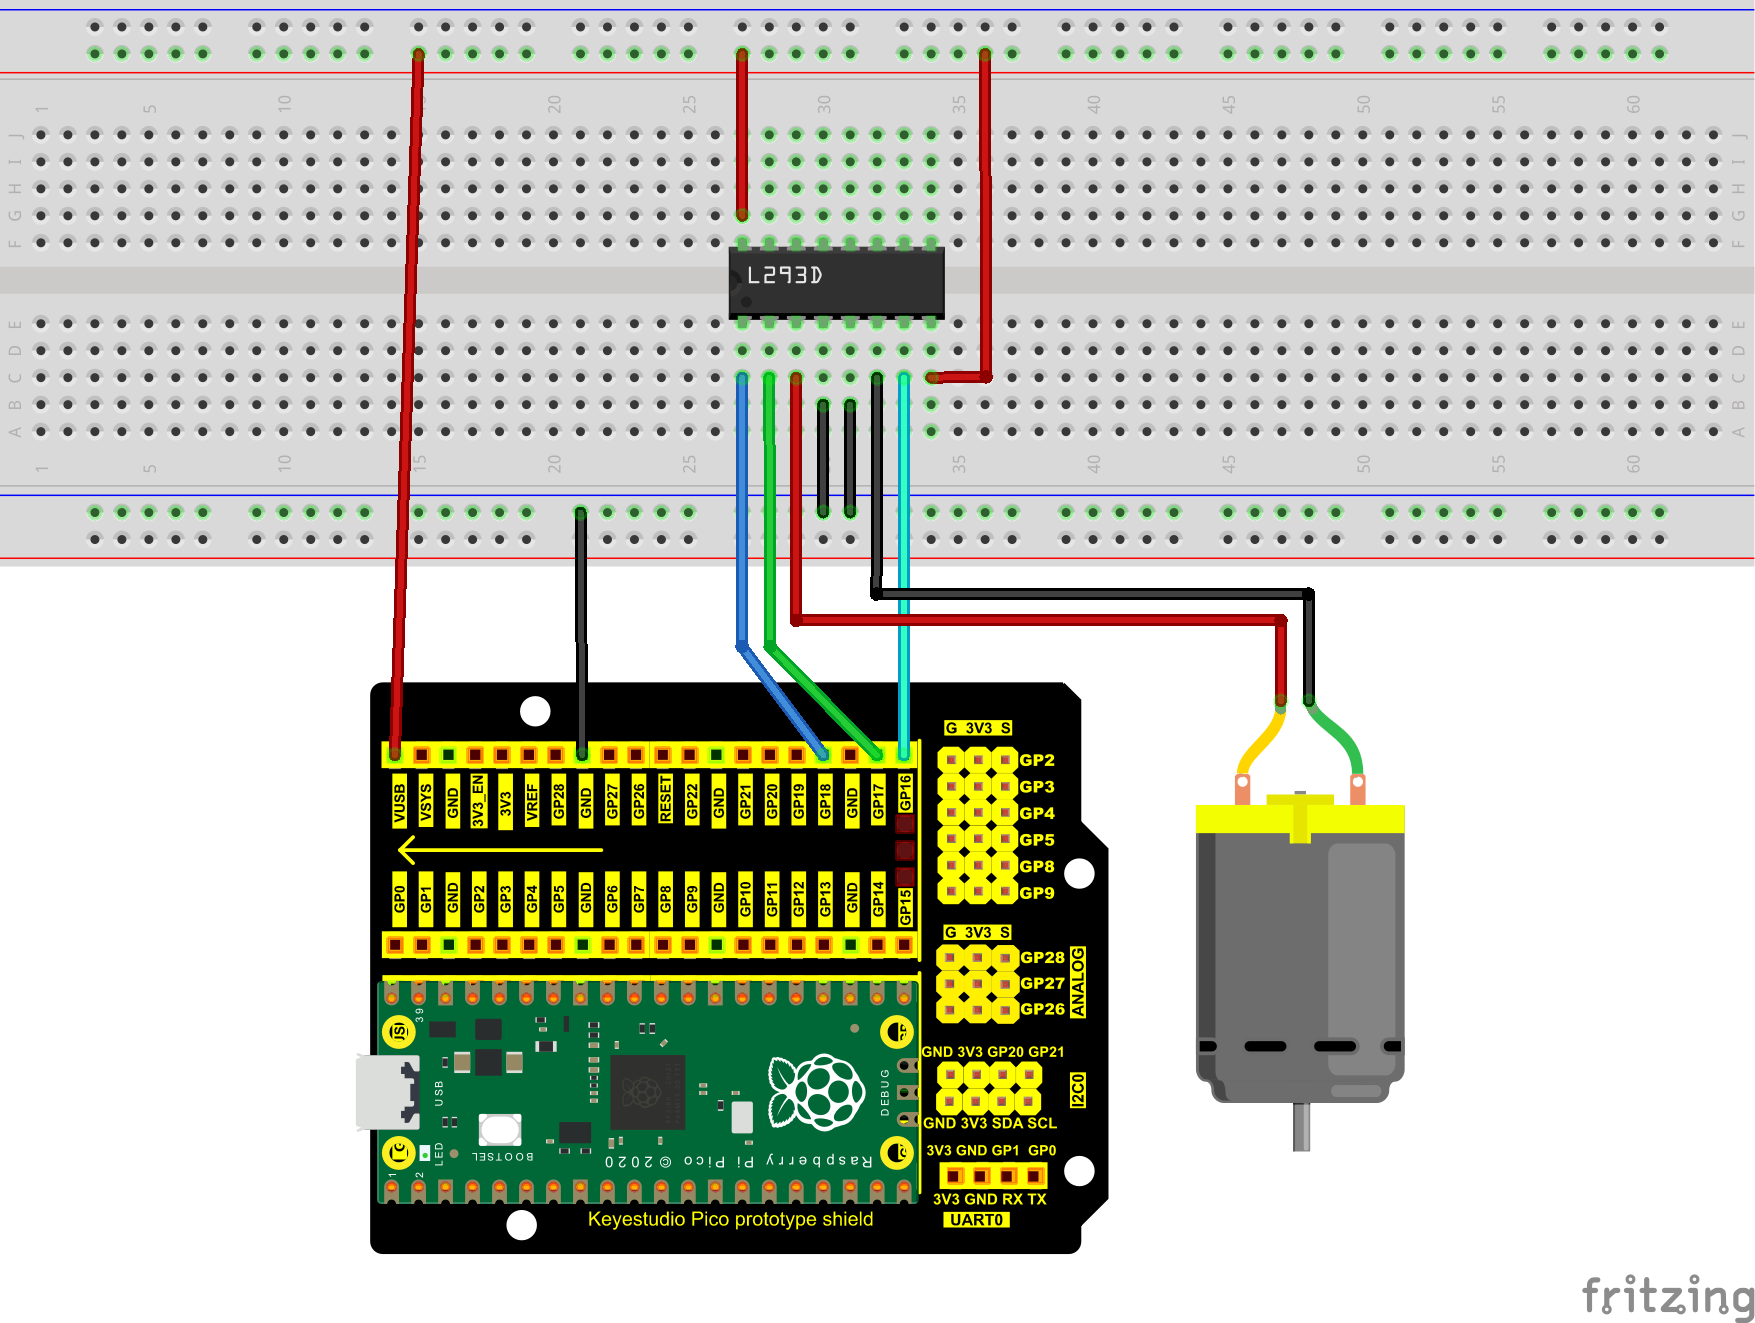 1 5 10 15 20 25 30 35 40 45 50 55 60
J J
I I
H H
G G
F F
L293D
E E
D D
C C
B B
A A
1 5 10 15 20 25 35 40 45 50 55 60
G 3V3 S
GP2
GP3
GP4
GP5
GP8
GP9
VUSB VSYS GND 3V3_EN 3V3 VREF GP28 GND GP27 GP26 RESET GP22 GND GP21 GP20 GP19 GP18 GND GP17 GP16
GP0 GP1 GND GP2 GP3 GP4 GP5 GND GP6 GP7 GP8 GP9 GND GP10 GP11 GP12 GP13 GND GP14 GP15
G 3V3 S
GP28
GP27
GP26
ANALOG
GND 3V3 GP20 GP21
I2C0
GND 3V3 SDA SCL
3V3 GND GP1 GP0
3V3 GND RX TX
UART0
39
USB
DEBUG
LED
BOOTSEL
1 2
Raspberry Pi Pico © 2020
Keyestudio Pico prototype shield
fritzing